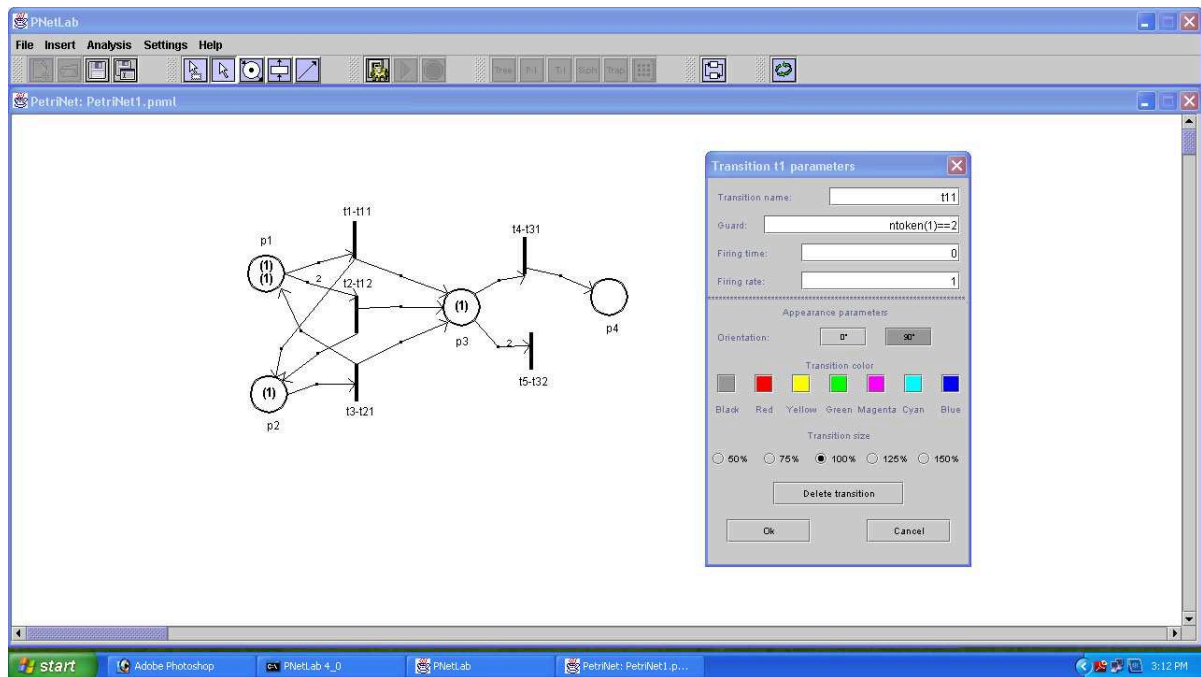 PNetLab
File Insert Analysis Settings Help
Tree P-I T-I Siph Trap
PetriNet: PetriNet1.pnml
Transition t1 parameters
Transition name: t11
Guard: ntoken(1)==2
Firing time: 0
Firing rate: 1
Appearance parameters
Orientation: 0° 90°
Transition color
Black Red Yellow Green Magenta Cyan Blue
Transition size
50% 75% 100% 125% 150%
Delete transition
Ok Cancel
t1-t11
t4-t31
p1
(1)
(1)
2
t2-t12
(1)
p3
p4
2
t5-t32
(1)
p2
t3-t21
start Adobe Photoshop PNetLab 4_0 PNetLab PetriNet: PetriNet1.p... 3:12 PM